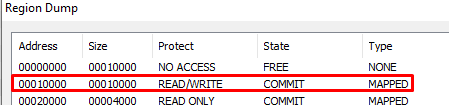 Region Dump
Address Size Protect State Type
00000000 00010000 NO ACCESS FREE NONE
00010000 00010000 READ/WRITE COMMIT MAPPED
00020000 00004000 READ ONLY COMMIT MAPPED